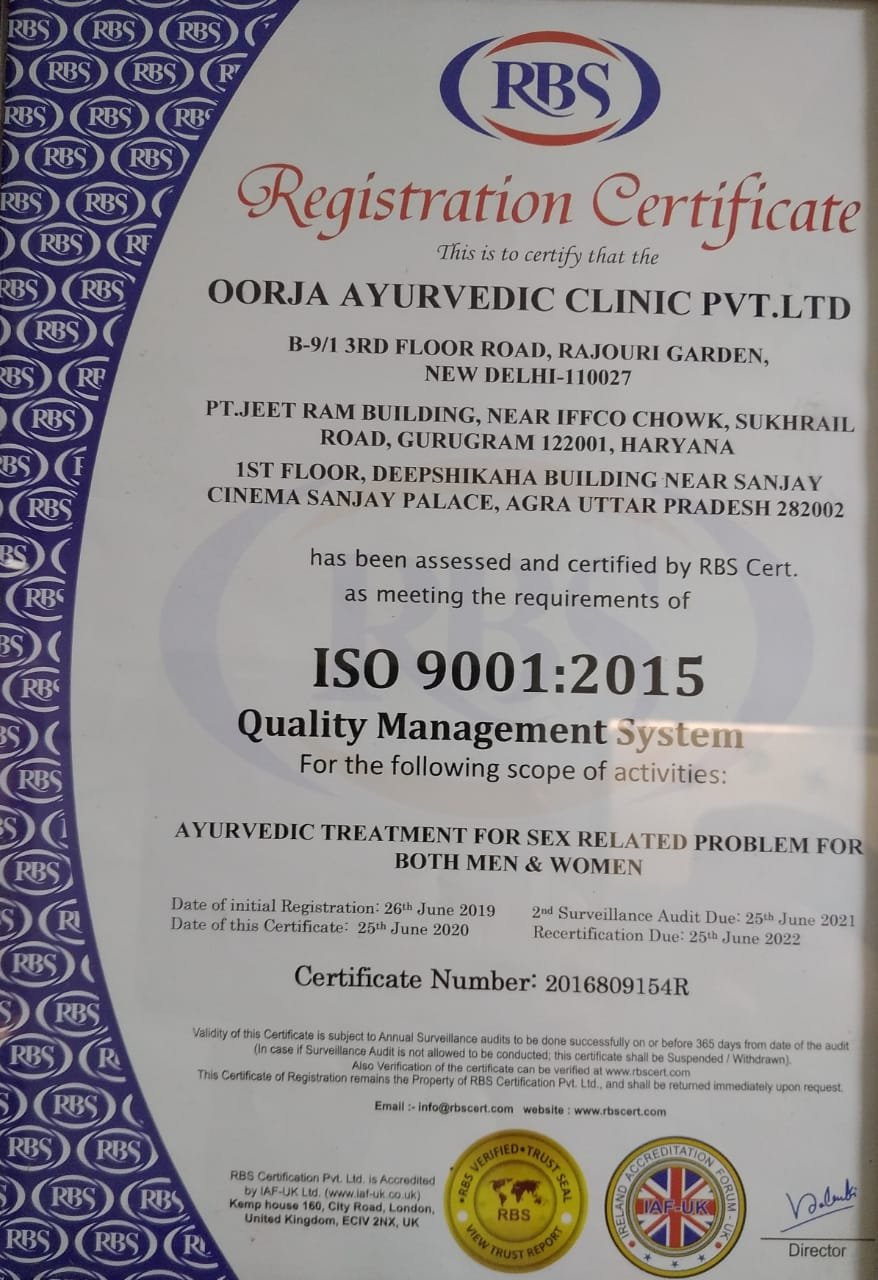 RBS
Registration Certificate
This is to certify that the
OORJA AYURVEDIC CLINIC PVT.LTD
B-9/1 3RD FLOOR ROAD, RAJOURI GARDEN,
NEW DELHI-110027
PT.JEET RAM BUILDING, NEAR IFFCO CHOWK, SUKHRAIL
ROAD, GURUGRAM 122001, HARYANA
1ST FLOOR, DEEPSHIKAHA BUILDING NEAR SANJAY
CINEMA SANJAY PALACE, AGRA UTTAR PRADESH 282002
has been assessed and certified by RBS Cert.
as meeting the requirements of
ISO 9001:2015
Quality Management System
For the following scope of activities:
AYURVEDIC TREATMENT FOR SEX RELATED PROBLEM FOR
BOTH MEN & WOMEN
Date of initial Registration: 26th June 2019
Date of this Certificate: 25th June 2020
2nd Surveillance Audit Due: 25th June 2021
Recertification Due: 25th June 2022
Certificate Number: 2016809154R
Validity of this Certificate is subject to Annual Surveillance audits to be done successfully on or before 365 days from date of the audit
(In case if Surveillance Audit is not allowed to be conducted; this certificate shall be Suspended / Withdrawn).
Also Verification of the certificate can be verified at www.rbscert.com
This Certificate of Registration remains the Property of RBS Certification Pvt. Ltd., and shall be returned immediately upon request.
Email :- info@rbscert.com website : www.rbscert.com
RBS Certification Pvt. Ltd. is Accredited
by IAF-UK Ltd. (www.iaf-uk.co.uk)
Kemp house 160, City Road, London,
United Kingdom, ECIV 2NX, UK
RBS VERIFIED • TRUST SEAL
RBS
VIEW TRUST REPORT
IRELAND ACCREDITATION FORUM - UK
IAF-UK
Director